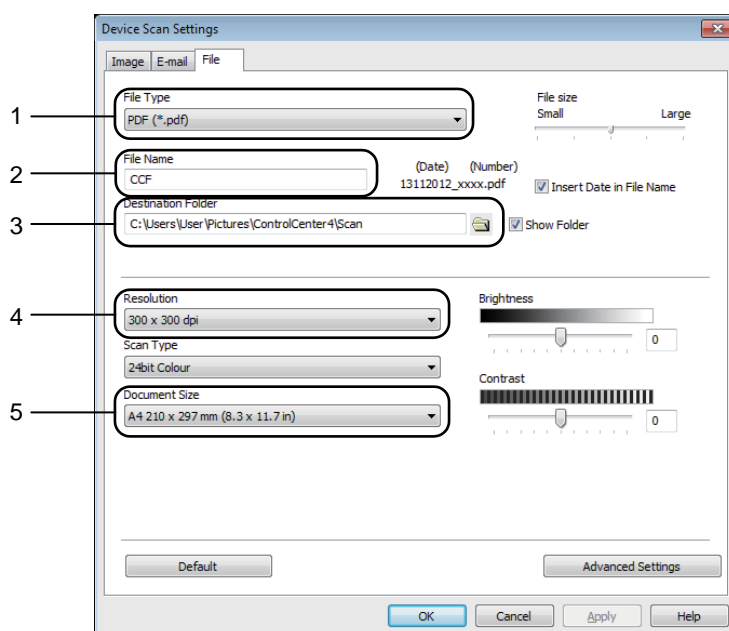 Device Scan Settings
Image E-mail File
1
File Type
PDF (*.pdf)
File size
Small Large
2
File Name
CCF
(Date) (Number)
13112012_xxxx.pdf
Insert Date in File Name
3
Destination Folder
C:\Users\User\Pictures\ControlCenter4\Scan
Show Folder
4
Resolution
300 x 300 dpi
Brightness
0
Scan Type
24bit Colour
Contrast
0
5
Document Size
A4 210 x 297 mm (8.3 x 11.7 in)
Default Advanced Settings
OK Cancel Apply Help